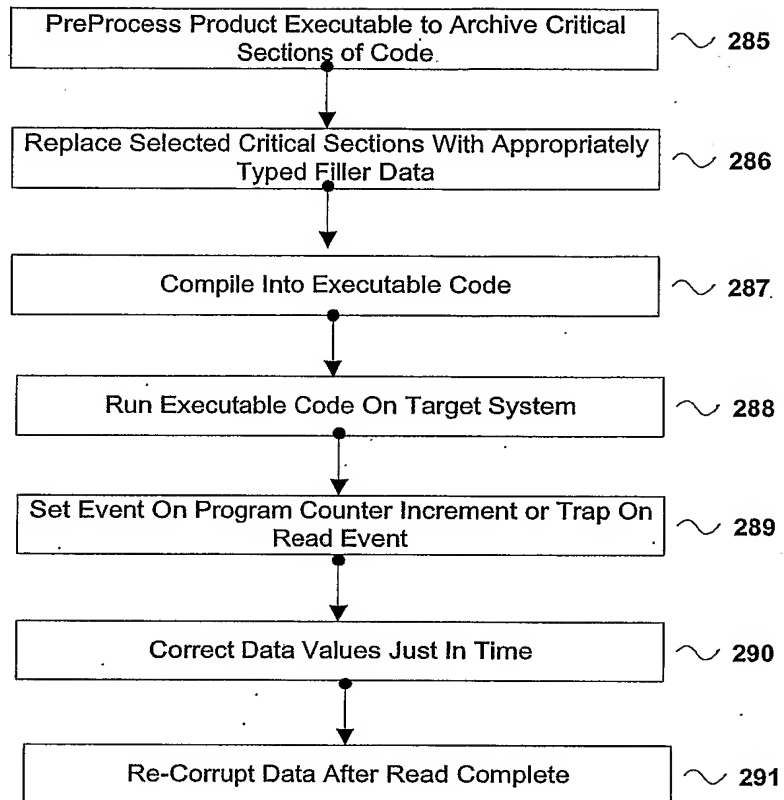 PreProcess Product Executable to Archive Critical
Sections of Code
285
Replace Selected Critical Sections With Appropriately
Typed Filler Data
286
Compile Into Executable Code
287
Run Executable Code On Target System
288
Set Event On Program Counter Increment or Trap On
Read Event
289
Correct Data Values Just In Time
290
Re-Corrupt Data After Read Complete
291